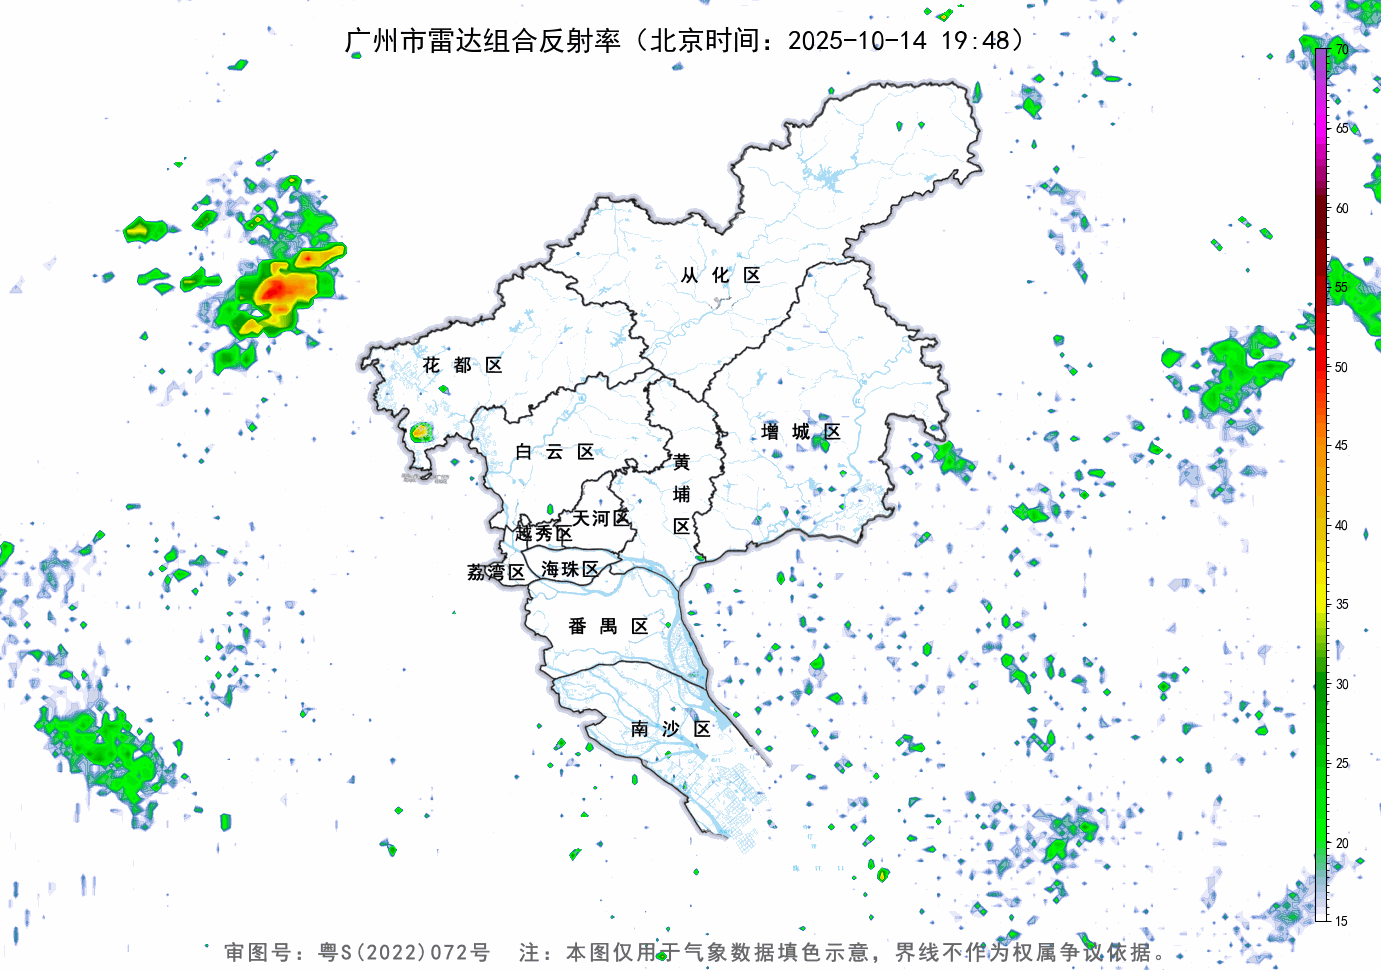 广州市雷达组合反射率（北京时间：2025-10-14 19:48）
70
65
60
55
50
45
40
35
30
25
20
15
从化区
花都区
增城区
白云区
黄埔区
天河区
越秀区
荔湾区
海珠区
番禺区
南沙区
审图号：粤S(2022)072号 注：本图仅用于气象数据填色示意，界线不作为权属争议依据。